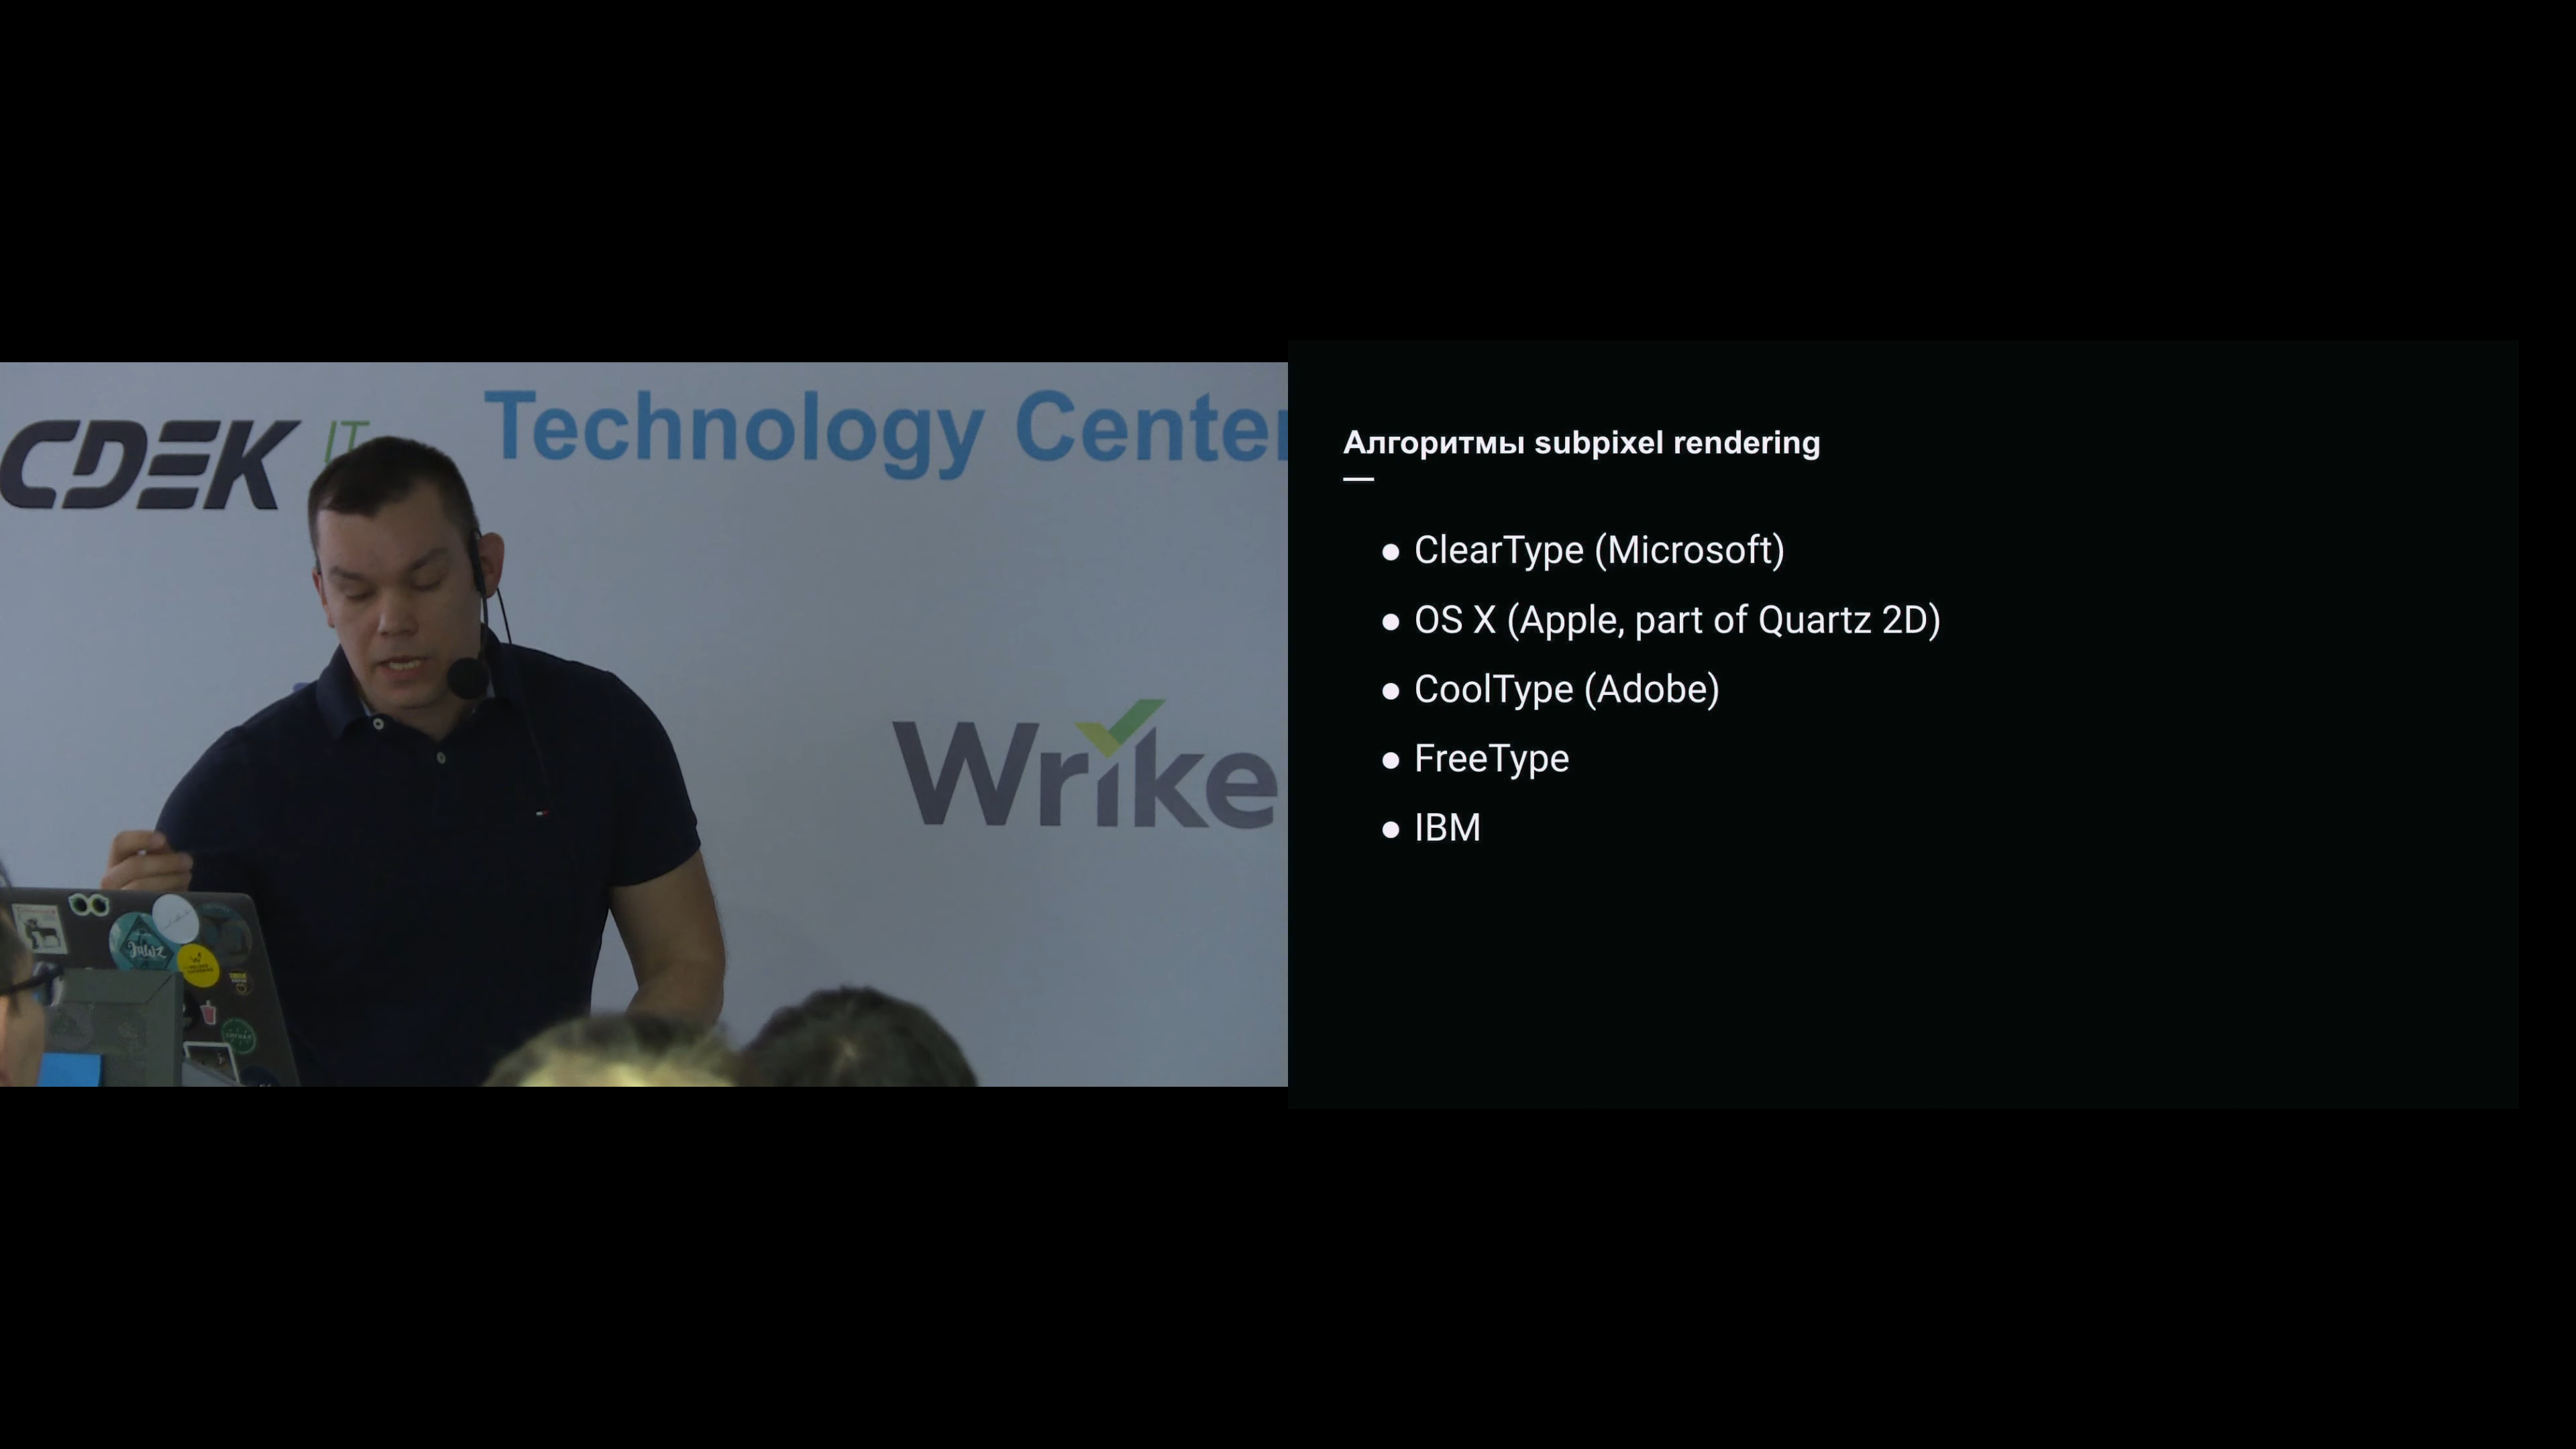 CDEK
IT
Technology Center
Wrike
Алгоритмы subpixel rendering
● ClearType (Microsoft)
● OS X (Apple, part of Quartz 2D)
● CoolType (Adobe)
● FreeType
● IBM